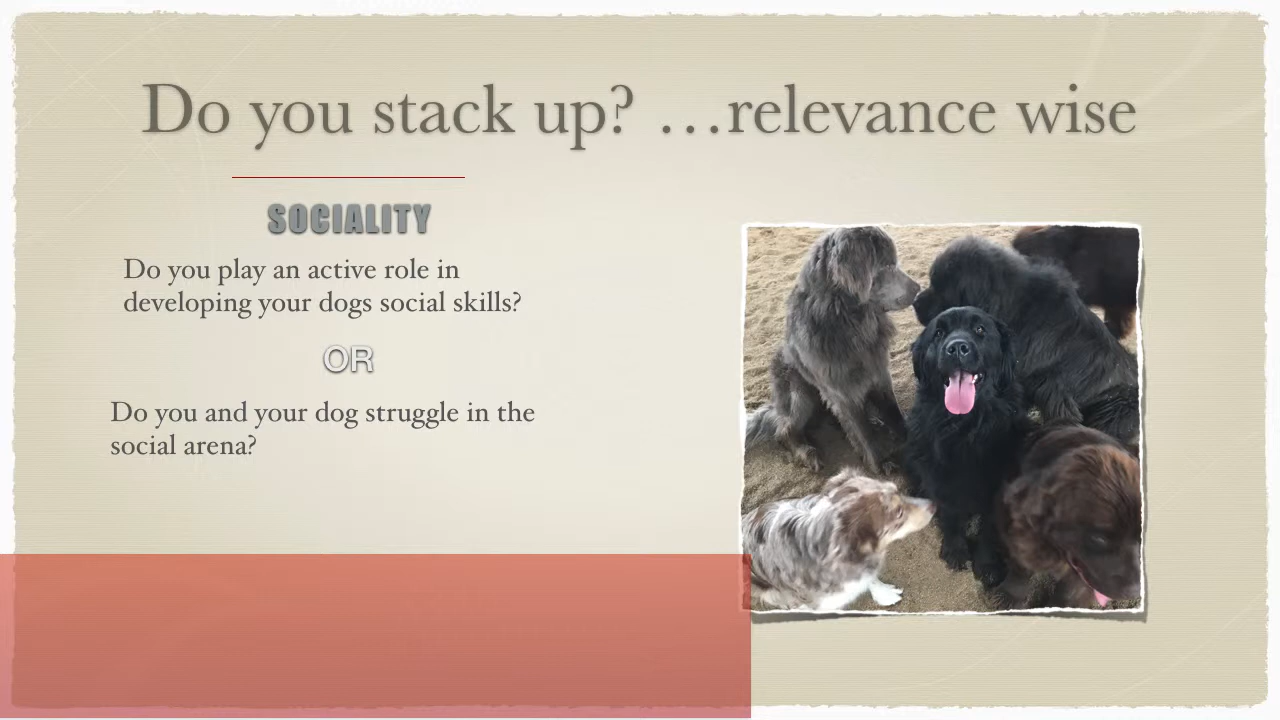 Do you stack up? …relevance wise
SOCIALITY
Do you play an active role in
developing your dogs social skills?
OR
Do you and your dog struggle in the
social arena?